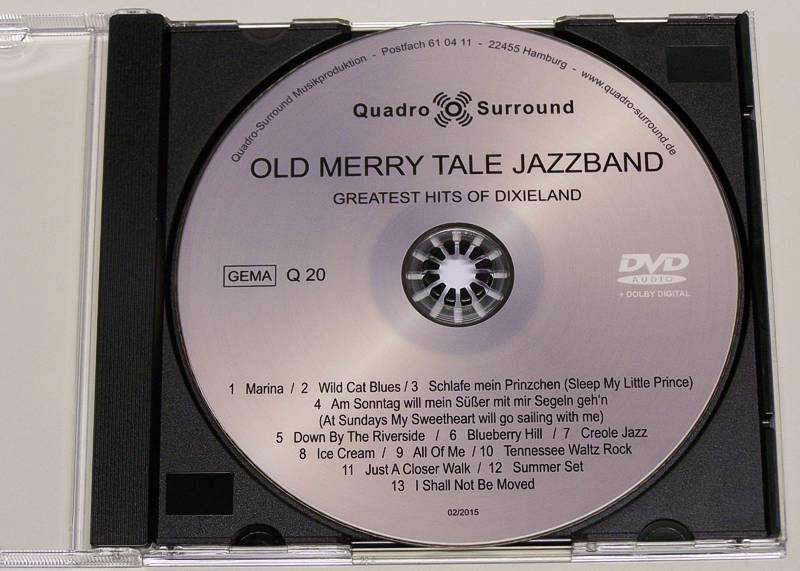 Quadro-Surround Musikproduktion - Postfach 61 04 11 - 22455 Hamburg - www.quadro-surround.de
Quadro Surround
OLD MERRY TALE JAZZBAND
GREATEST HITS OF DIXIELAND
GEMA Q 20
DVD
AUDIO
+ DOLBY DIGITAL
1 Marina / 2 Wild Cat Blues / 3 Schlafe mein Prinzchen (Sleep My Little Prince)
4 Am Sonntag will mein Süßer mit mir Segeln geh'n
(At Sundays My Sweetheart will go sailing with me)
5 Down By The Riverside / 6 Blueberry Hill / 7 Creole Jazz
8 Ice Cream / 9 All Of Me / 10 Tennessee Waltz Rock
11 Just A Closer Walk / 12 Summer Set
13 I Shall Not Be Moved
02/2015